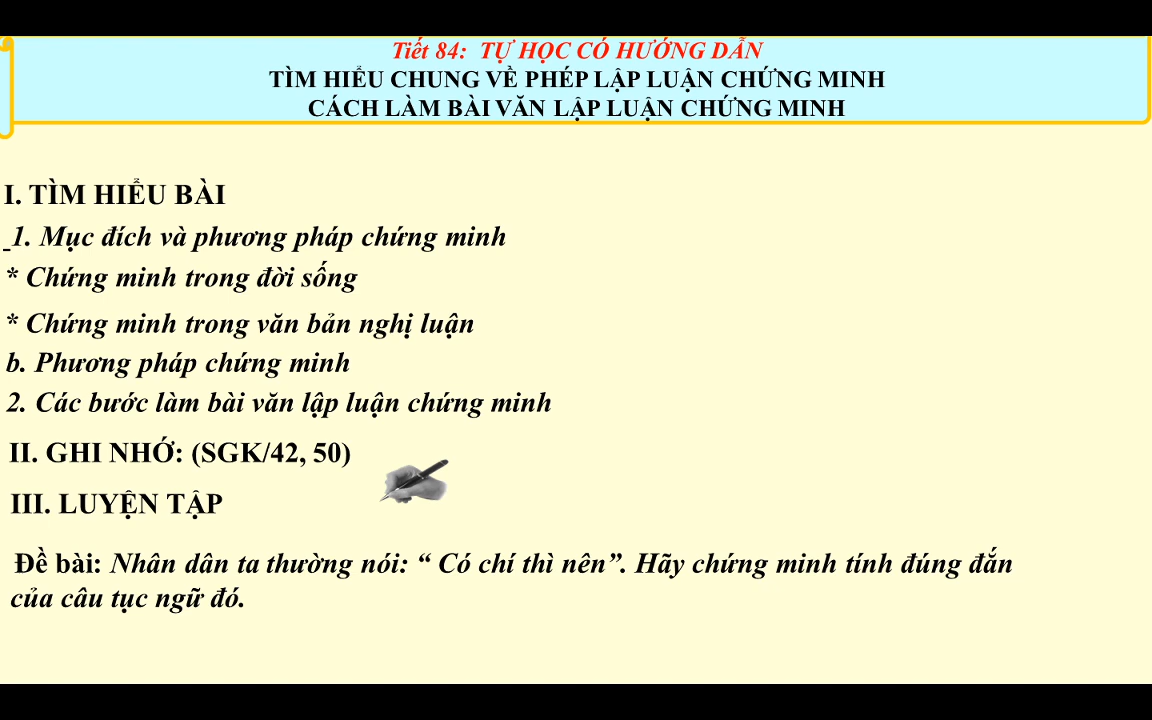 Tiết 84: TỰ HỌC CÓ HƯỚNG DẪN
TÌM HIỂU CHUNG VỀ PHÉP LẬP LUẬN CHỨNG MINH
CÁCH LÀM BÀI VĂN LẬP LUẬN CHỨNG MINH
I. TÌM HIỂU BÀI
1. Mục đích và phương pháp chứng minh
* Chứng minh trong đời sống
* Chứng minh trong văn bản nghị luận
b. Phương pháp chứng minh
2. Các bước làm bài văn lập luận chứng minh
II. GHI NHỚ: (SGK/42, 50)
III. LUYỆN TẬP
Đề bài: Nhân dân ta thường nói: “ Có chí thì nên”. Hãy chứng minh tính đúng đắn
của câu tục ngữ đó.